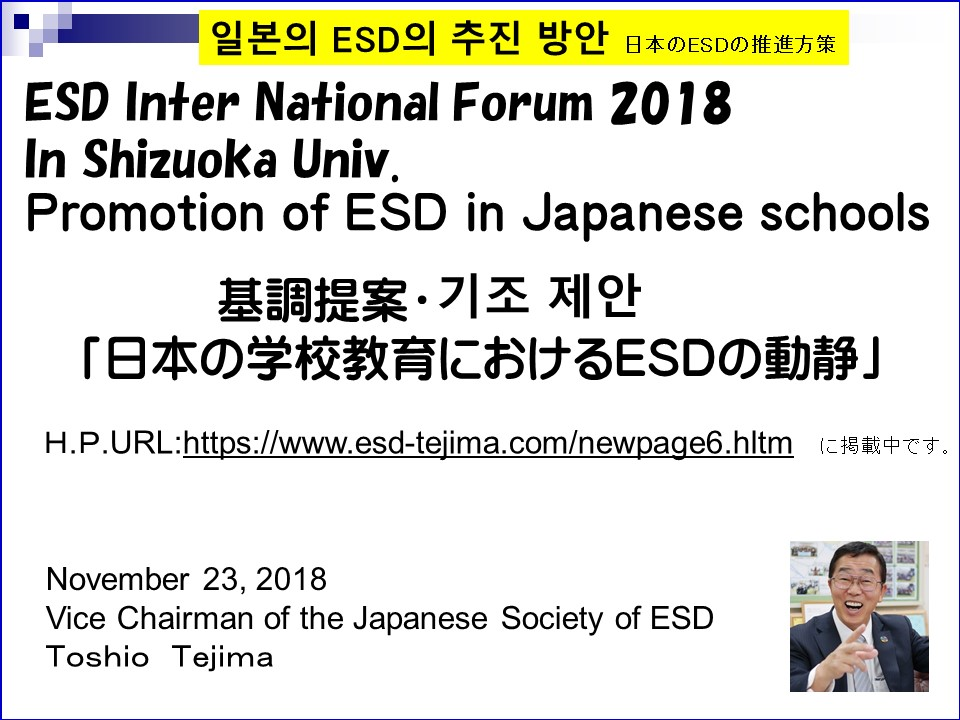 일본의 ESD의 추진 방안 日本のESDの推進方策
ESD Inter National Forum 2018
In Shizuoka Univ.
Promotion of ESD in Japanese schools
基調提案・기조 제안
「日本の学校教育におけるESDの動静」
H.P.URL:https://www.esd-tejima.com/newpage6.hltm に掲載中です。
November 23, 2018
Vice Chairman of the Japanese Society of ESD
Toshio Tejima